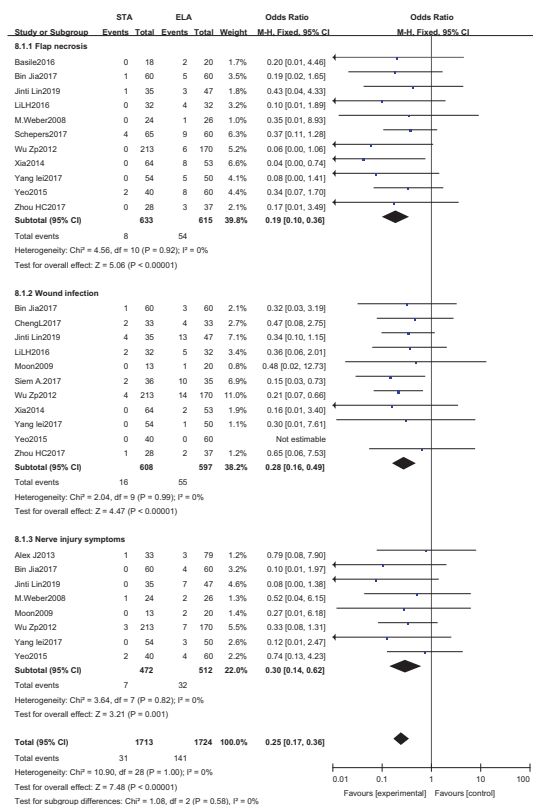 STA ELA Odds Ratio Odds Ratio
Study or Subgroup Events Total Events Total Weight M-H, Fixed, 95% CI M-H, Fixed, 95% CI
8.1.1 Flap necrosis
Basile2016 0 18 2 20 1.7% 0.20 [0.01, 4.46]
Bin Jia2017 1 60 5 60 3.7% 0.19 [0.02, 1.65]
Jinti Lin2019 1 35 3 47 1.9% 0.43 [0.04, 4.33]
LiLH2016 0 32 4 32 3.3% 0.10 [0.01, 1.89]
M.Weber2008 0 24 1 26 1.1% 0.35 [0.01, 8.93]
Schepers2017 4 65 9 60 6.6% 0.37 [0.11, 1.28]
Wu Zp2012 0 213 6 170 5.4% 0.06 [0.00, 1.06]
Xia2014 0 64 8 53 6.9% 0.04 [0.00, 0.74]
Yang lei2017 0 54 5 50 4.2% 0.08 [0.00, 1.41]
Yeo2015 2 40 8 60 4.6% 0.34 [0.07, 1.70]
Zhou HC2017 0 28 3 37 2.2% 0.17 [0.01, 3.49]
Subtotal (95% CI) 633 615 39.8% 0.19 [0.10, 0.36]
Total events 8 54
Heterogeneity: Chi² = 4.56, df = 10 (P = 0.92); I² = 0%
Test for overall effect: Z = 5.06 (P < 0.00001)
8.1.2 Wound infection
Bin Jia2017 1 60 3 60 2.1% 0.32 [0.03, 3.19]
ChengL2017 2 33 4 33 2.7% 0.47 [0.08, 2.75]
Jinti Lin2019 4 35 13 47 7.1% 0.34 [0.10, 1.15]
LiLH2016 2 32 5 32 3.4% 0.36 [0.06, 2.01]
Moon2009 0 13 1 20 0.8% 0.48 [0.02, 12.73]
Siem A.2017 2 36 10 35 7.0% 0.15 [0.03, 0.73]
Wu Zp2012 4 213 14 170 11.0% 0.21 [0.07, 0.66]
Xia2014 0 64 2 53 2.0% 0.16 [0.01, 3.40]
Yang lei2017 0 54 1 50 1.1% 0.30 [0.01, 7.61]
Yeo2015 0 40 0 60 Not estimable
Zhou HC2017 1 28 2 37 1.2% 0.65 [0.06, 7.53]
Subtotal (95% CI) 608 597 38.2% 0.28 [0.16, 0.49]
Total events 16 55
Heterogeneity: Chi² = 2.04, df = 9 (P = 0.99); I² = 0%
Test for overall effect: Z = 4.47 (P < 0.00001)
8.1.3 Nerve injury symptoms
Alex J2013 1 33 3 79 1.2% 0.79 [0.08, 7.90]
Bin Jia2017 0 60 4 60 3.4% 0.10 [0.01, 1.97]
Jinti Lin2019 0 35 7 47 4.8% 0.08 [0.00, 1.38]
M.Weber2008 1 24 2 26 1.4% 0.52 [0.04, 6.15]
Moon2009 0 13 2 20 1.5% 0.27 [0.01, 6.18]
Wu Zp2012 3 213 7 170 5.9% 0.33 [0.08, 1.31]
Yang lei2017 0 54 3 50 2.7% 0.12 [0.01, 2.47]
Yeo2015 2 40 4 60 1.2% 0.74 [0.13, 4.23]
Subtotal (95% CI) 472 512 22.0% 0.30 [0.14, 0.62]
Total events 7 32
Heterogeneity: Chi² = 3.64, df = 7 (P = 0.82); I² = 0%
Test for overall effect: Z = 3.21 (P = 0.001)
Total (95% CI) 1713 1724 100.0% 0.25 [0.17, 0.36]
Total events 31 141
Heterogeneity: Chi² = 10.90, df = 28 (P = 1.00); I² = 0%
Test for overall effect: Z = 7.48 (P < 0.00001)
Test for subgroup differences: Chi² = 1.08, df = 2 (P = 0.58), I² = 0%
0.01 0.1 1 10 100
Favours [experimental] Favours [control]